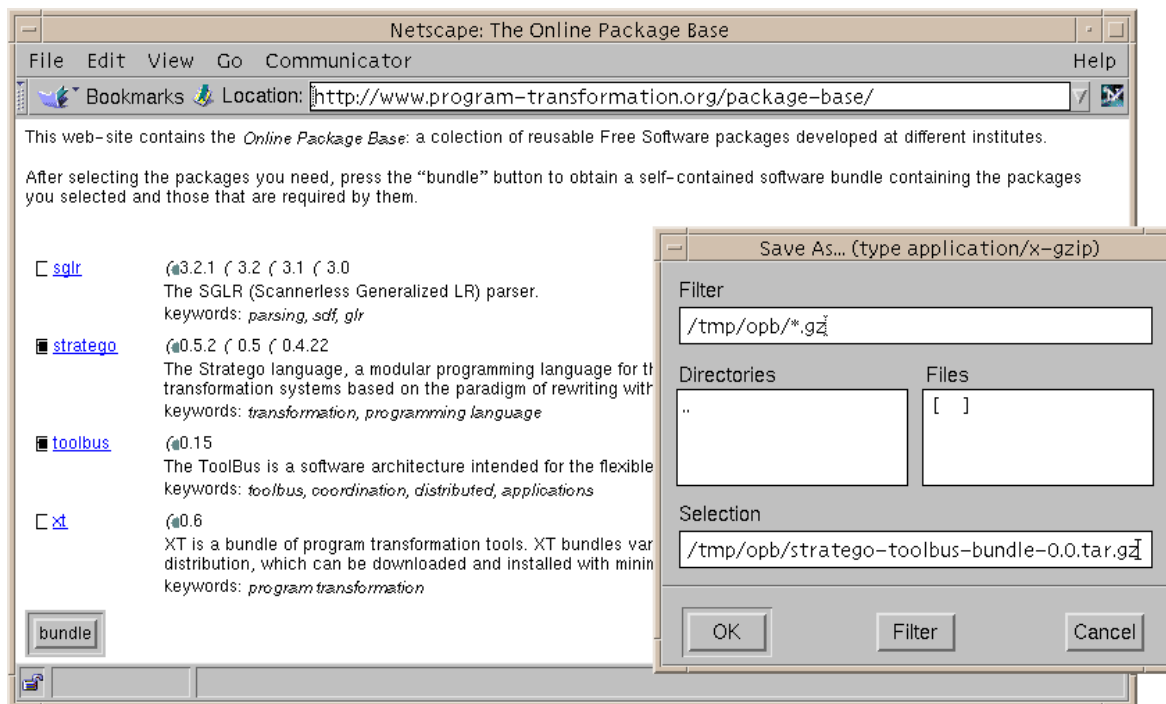 Netscape: The Online Package Base
File Edit View Go Communicator Help
Bookmarks Location: http://www.program-transformation.org/package-base/
This web-site contains the Online Package Base: a colection of reusable Free Software packages developed at different institutes.
After selecting the packages you need, press the “bundle” button to obtain a self-contained software bundle containing the packages
you selected and those that are required by them.
sglr 3.2.1 3.2 3.1 3.0
The SGLR (Scannerless Generalized LR) parser.
keywords: parsing, sdf, glr
stratego 0.5.2 0.5 0.4.22
The Stratego language, a modular programming language for
transformation systems based on the paradigm of rewriting with
keywords: transformation, programming language
toolbus 0.15
The ToolBus is a software architecture intended for the flexible
keywords: toolbus, coordination, distributed, applications
xt 0.6
XT is a bundle of program transformation tools. XT bundles
distribution, which can be downloaded and installed with
keywords: program transformation
bundle
Save As... (type application/x-gzip)
Filter
/tmp/opb/*.gz
Directories Files
.. [ ]
Selection
/tmp/opb/stratego-toolbus-bundle-0.0.tar.gz
OK Filter Cancel